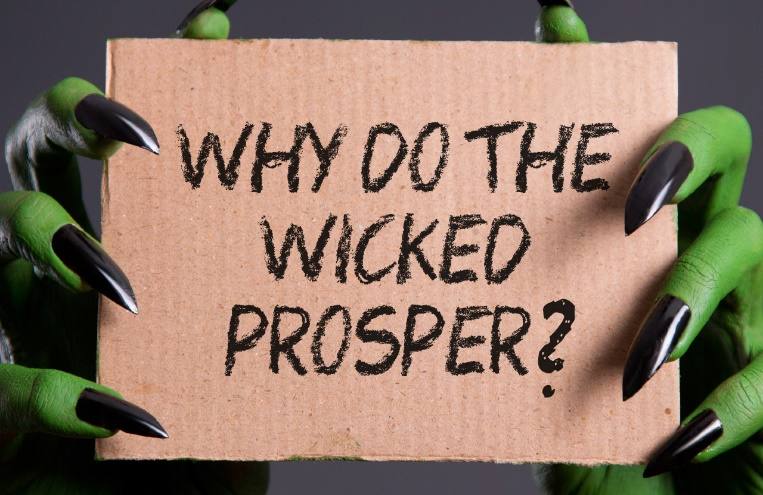 WHY DO THE
WICKED
PROSPER?